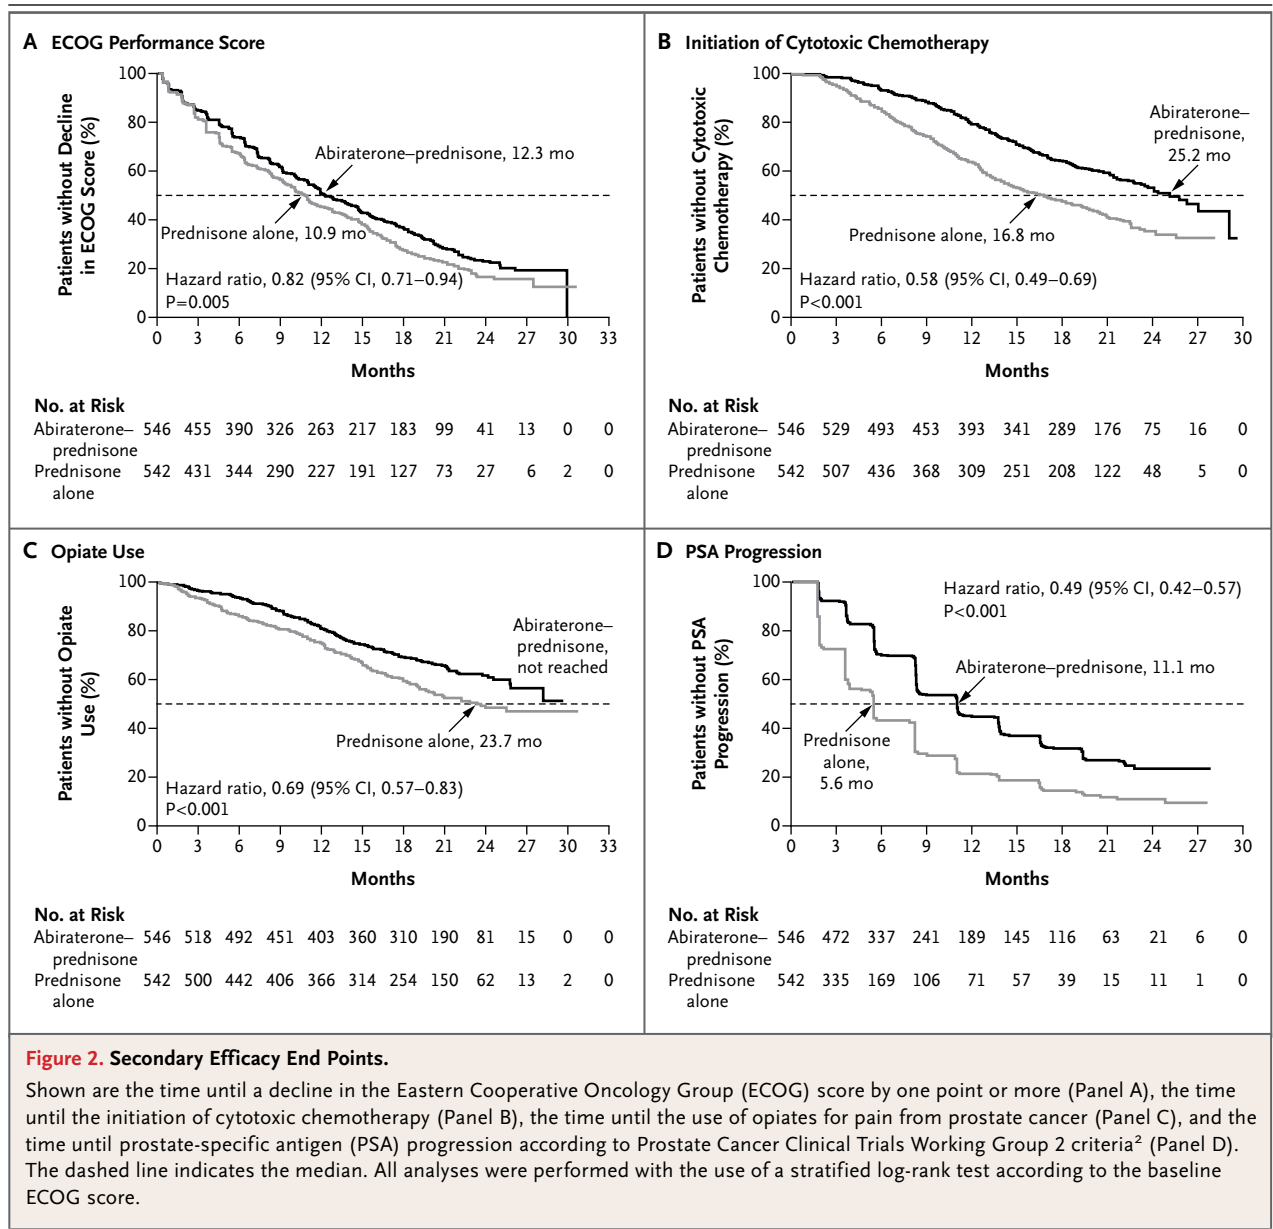 A ECOG Performance Score
Patients without Decline
in ECOG Score (%)
100
80
60
40
20
0
Abiraterone–prednisone, 12.3 mo
Prednisone alone, 10.9 mo
Hazard ratio, 0.82 (95% CI, 0.71–0.94)
P=0.005
0 3 6 9 12 15 18 21 24 27 30 33
Months
No. at Risk
Abiraterone– 546 455 390 326 263 217 183 99 41 13 0 0
prednisone
Prednisone 542 431 344 290 227 191 127 73 27 6 2 0
alone
B Initiation of Cytotoxic Chemotherapy
Patients without Cytotoxic
Chemotherapy (%)
100
80
60
40
20
0
Abiraterone–
prednisone,
25.2 mo
Prednisone alone, 16.8 mo
Hazard ratio, 0.58 (95% CI, 0.49–0.69)
P<0.001
0 3 6 9 12 15 18 21 24 27 30
Months
No. at Risk
Abiraterone– 546 529 493 453 393 341 289 176 75 16 0
prednisone
Prednisone 542 507 436 368 309 251 208 122 48 5 0
alone
C Opiate Use
Patients without Opiate
Use (%)
100
80
60
40
20
0
Abiraterone–
prednisone,
not reached
Prednisone alone, 23.7 mo
Hazard ratio, 0.69 (95% CI, 0.57–0.83)
P<0.001
0 3 6 9 12 15 18 21 24 27 30 33
Months
No. at Risk
Abiraterone– 546 518 492 451 403 360 310 190 81 15 0 0
prednisone
Prednisone 542 500 442 406 366 314 254 150 62 13 2 0
alone
D PSA Progression
Patients without PSA
Progression (%)
100
80
60
40
20
0
Hazard ratio, 0.49 (95% CI, 0.42–0.57)
P<0.001
Abiraterone–prednisone, 11.1 mo
Prednisone
alone,
5.6 mo
0 3 6 9 12 15 18 21 24 27 30
Months
No. at Risk
Abiraterone– 546 472 337 241 189 145 116 63 21 6 0
prednisone
Prednisone 542 335 169 106 71 57 39 15 11 1 0
alone
Figure 2. Secondary Efficacy End Points.
Shown are the time until a decline in the Eastern Cooperative Oncology Group (ECOG) score by one point or more (Panel A), the time
until the initiation of cytotoxic chemotherapy (Panel B), the time until the use of opiates for pain from prostate cancer (Panel C), and the
time until prostate-specific antigen (PSA) progression according to Prostate Cancer Clinical Trials Working Group 2 criteria² (Panel D).
The dashed line indicates the median. All analyses were performed with the use of a stratified log-rank test according to the baseline
ECOG score.